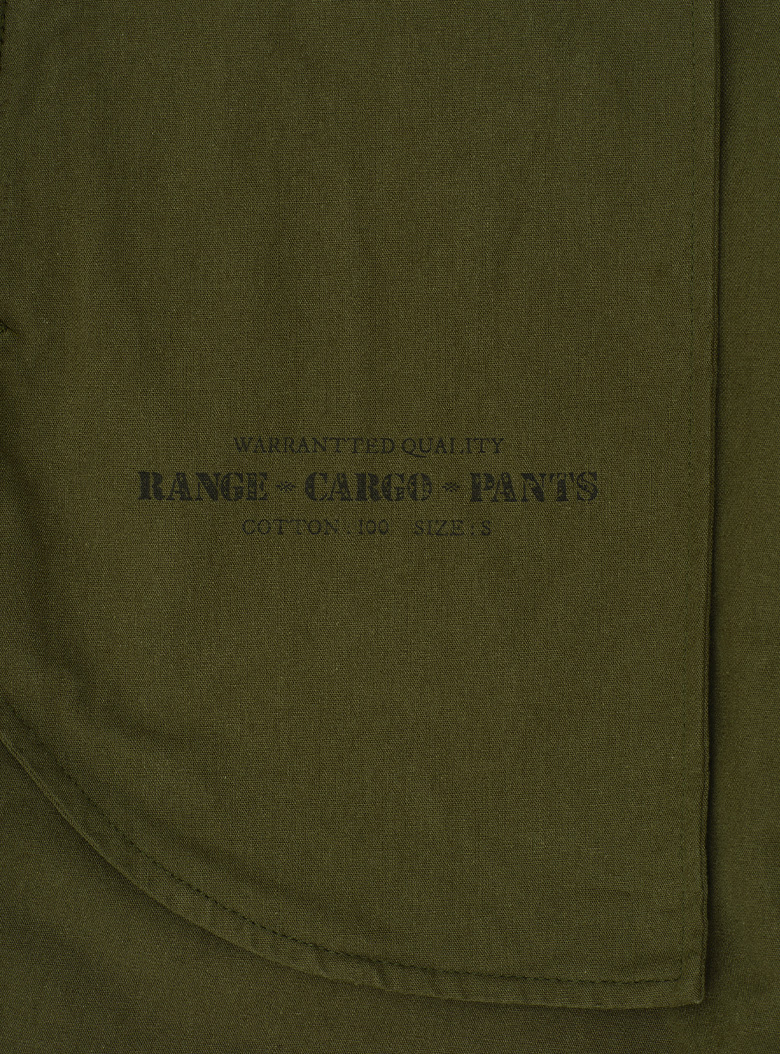 WARRANTTED QUALITY
RANGE * CARGO * PANTS
COTTON . 100 SIZE : S